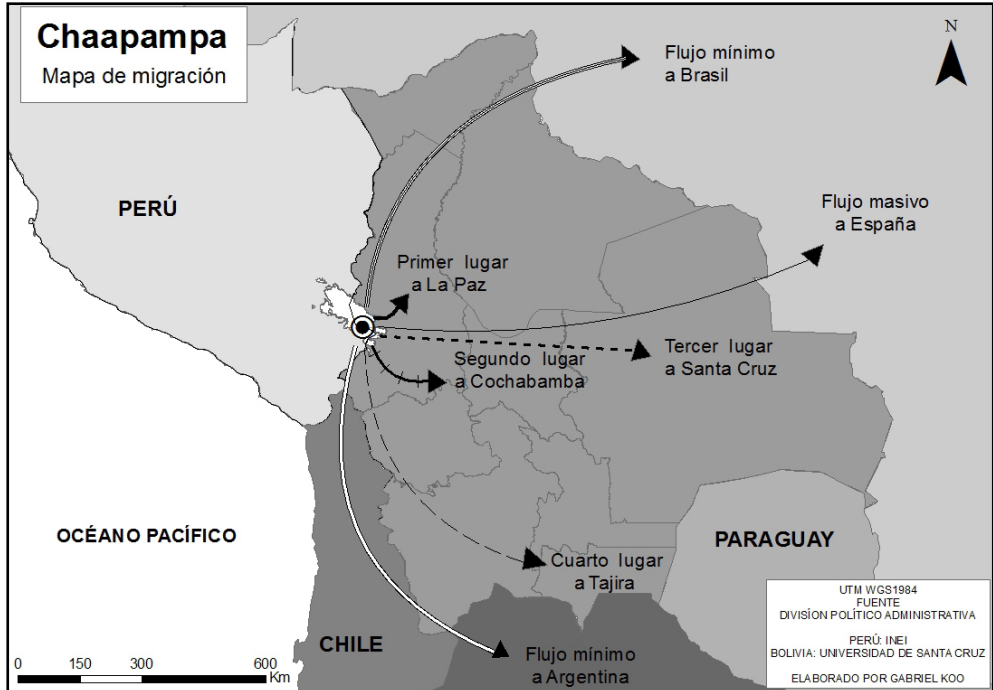 Chaapampa
Mapa de migración
N
Flujo mínimo
a Brasil
PERÚ
Flujo masivo
a España
Primer lugar
a La Paz
Segundo lugar
a Cochabamba
Tercer lugar
a Santa Cruz
OCÉANO PACÍFICO
PARAGUAY
Cuarto lugar
a Tajira
CHILE
Flujo mínimo
a Argentina
0 150 300 600
Km
UTM WGS1984
FUENTE
DIVISÍON POLÍTICO ADMINISTRATIVA
PERÚ: INEI
BOLIVIA: UNIVERSIDAD DE SANTA CRUZ
ELABORADO POR GABRIEL KOO